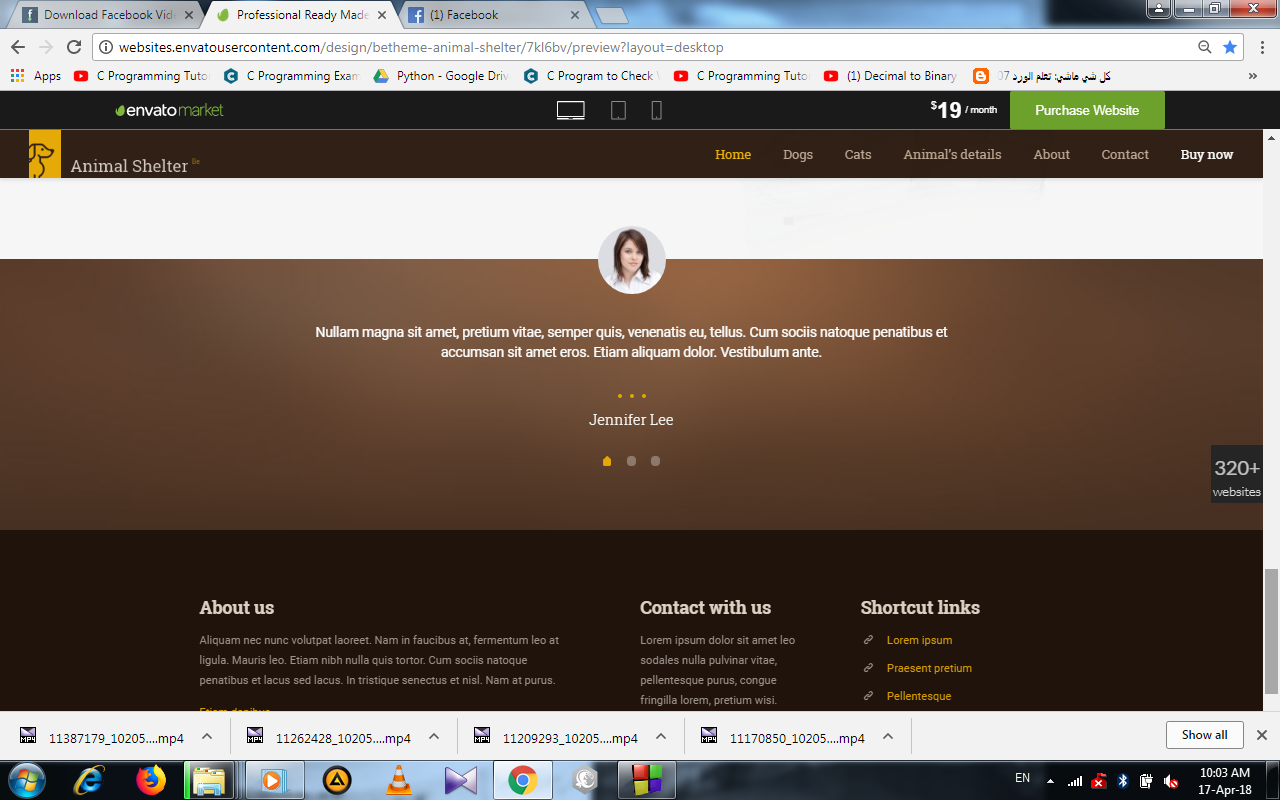 Download Facebook Vide
Professional Ready Made
(1) Facebook
websites.envatousercontent.com/design/betheme-animal-shelter/7kl6bv/preview?layout=desktop
Apps
C Programming Tuto
C Programming Exam
Python - Google Driv
C Program to Check
C Programming Tuto
(1) Decimal to Binary
كل شي هاشي: تعلم الورد 07
»
envato market
$19 / month
Purchase Website
Animal Shelter Be
Home
Dogs
Cats
Animal's details
About
Contact
Buy now
Nullam magna sit amet, pretium vitae, semper quis, venenatis eu, tellus. Cum sociis natoque penatibus et
accumsan sit amet eros. Etiam aliquam dolor. Vestibulum ante.
Jennifer Lee
320+
websites
About us
Aliquam nec nunc volutpat laoreet. Nam in faucibus at, fermentum leo at
ligula. Mauris leo. Etiam nibh nulla quis tortor. Cum sociis natoque
penatibus et lacus sed lacus. In tristique senectus et nisl. Nam at purus.
Contact with us
Lorem ipsum dolor sit amet leo
sodales nulla pulvinar vitae,
pellentesque purus, congue
fringilla lorem, pretium wisi.
Shortcut links
Lorem ipsum
Praesent pretium
Pellentesque
11387179_10205....mp4
11262428_10205....mp4
11209293_10205....mp4
11170850_10205....mp4
Show all
EN
10:03 AM
17-Apr-18